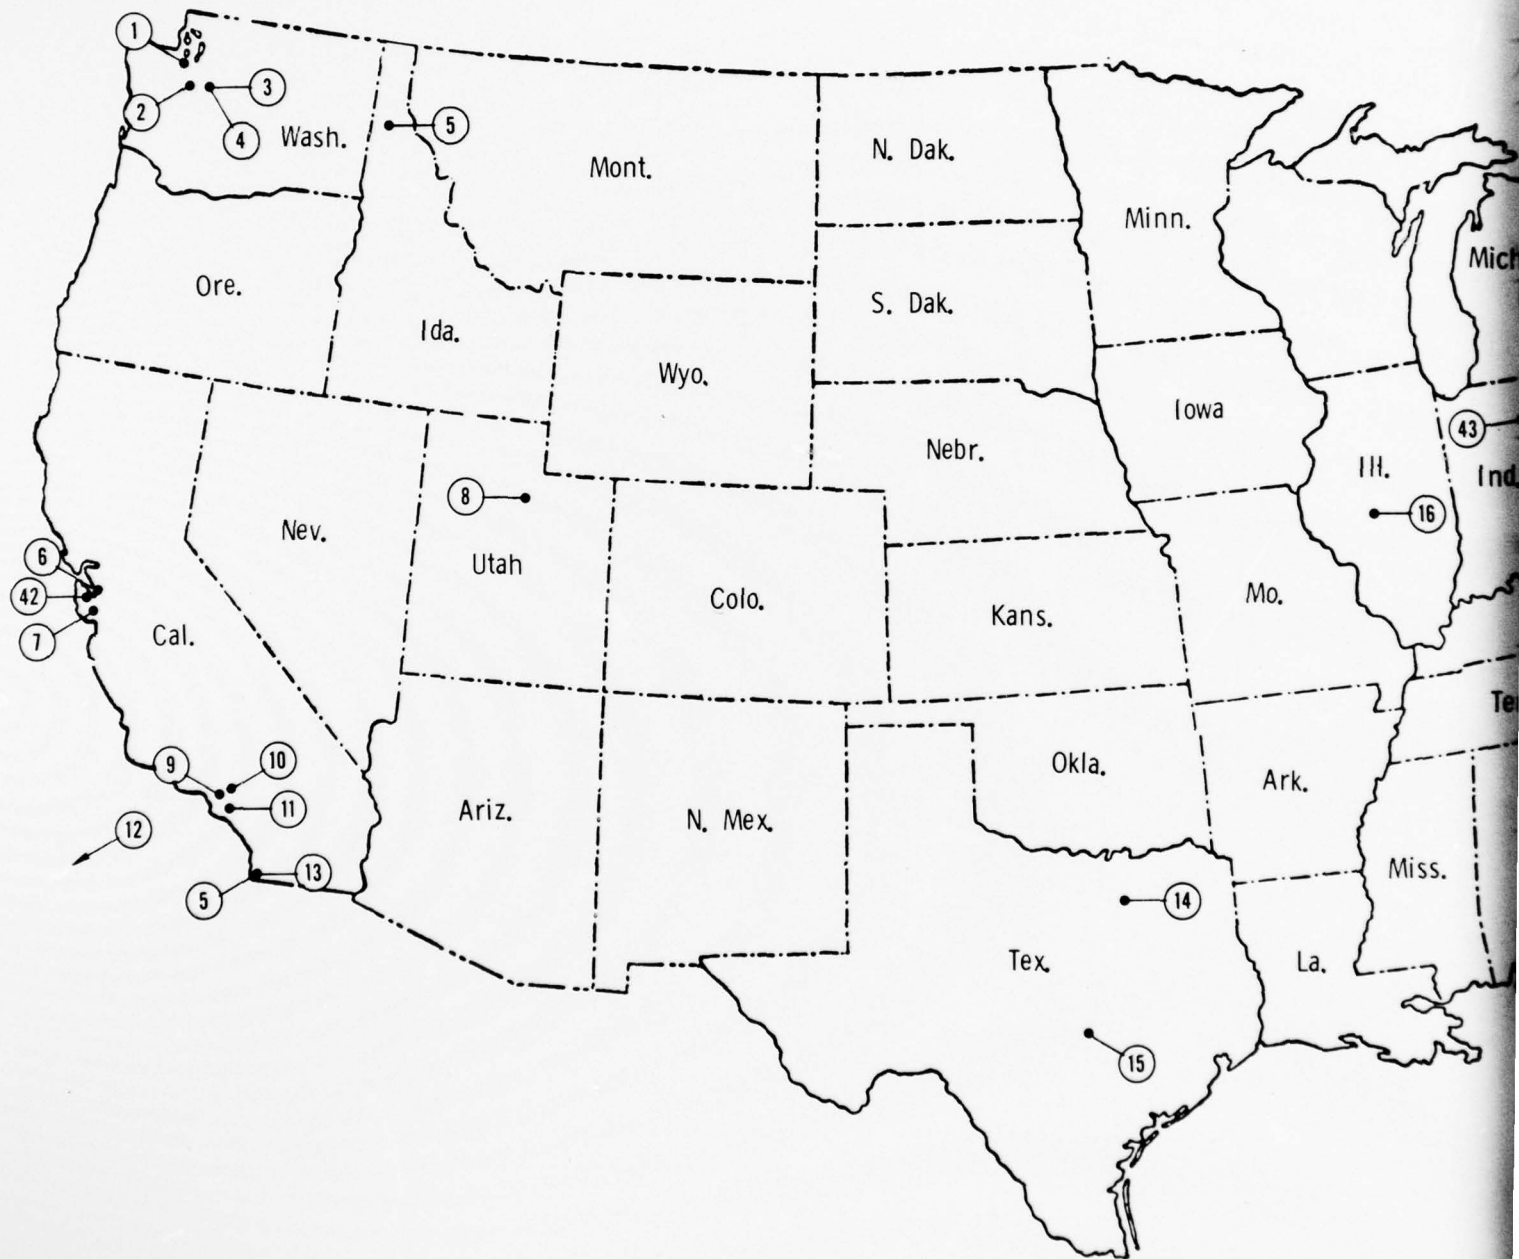 1
2
3
4
Wash.
5
Mont.
N. Dak.
Minn.
Mich
Ore.
Ida.
S. Dak.
Wyo.
Iowa
Nebr.
43
Ill.
Ind.
16
8
Nev.
Utah
6
42
7
Cal.
Colo.
Kans.
Mo.
Te
9
10
11
12
13
5
Ariz.
N. Mex.
Okla.
Ark.
Miss.
14
Tex.
La.
15